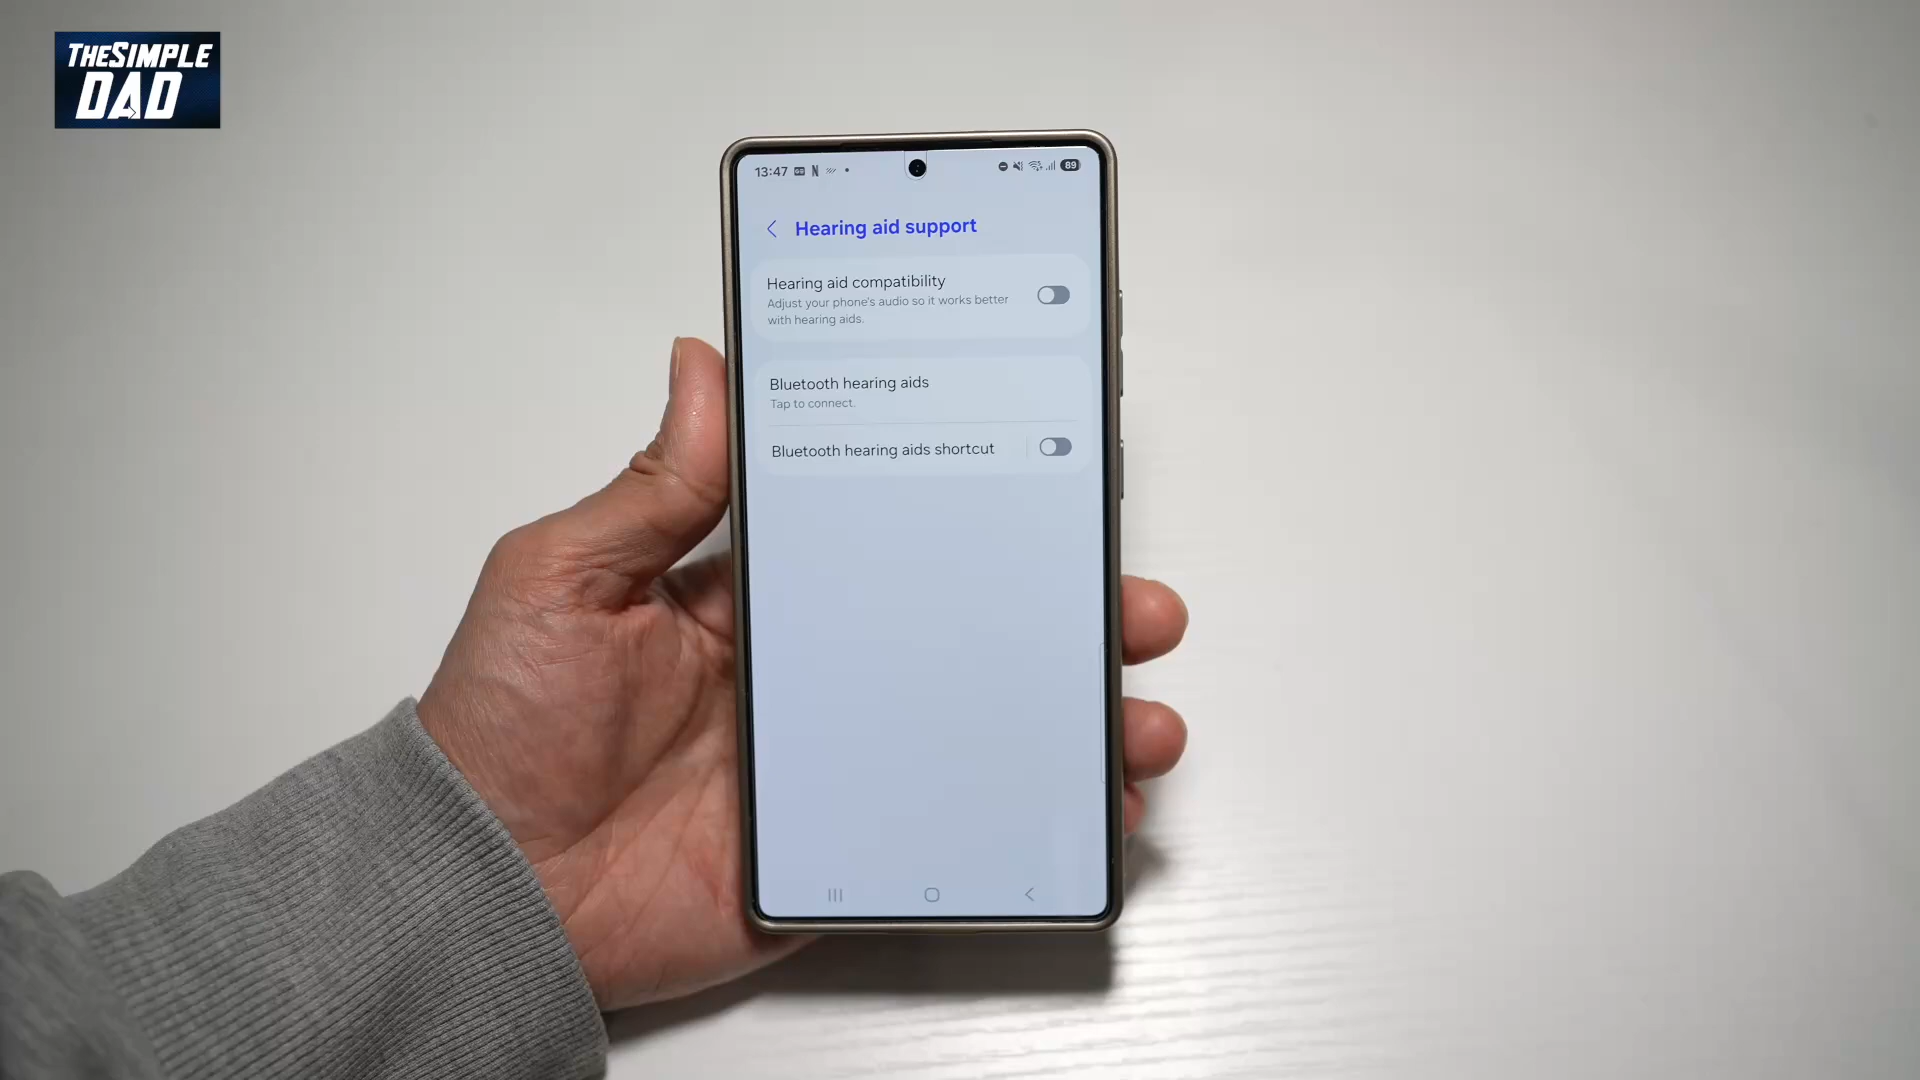 THESIMPLE
DAD
13:47
89
Hearing aid support
Hearing aid compatibility
Adjust your phone's audio so it works better
with hearing aids.
Bluetooth hearing aids
Tap to connect.
Bluetooth hearing aids shortcut